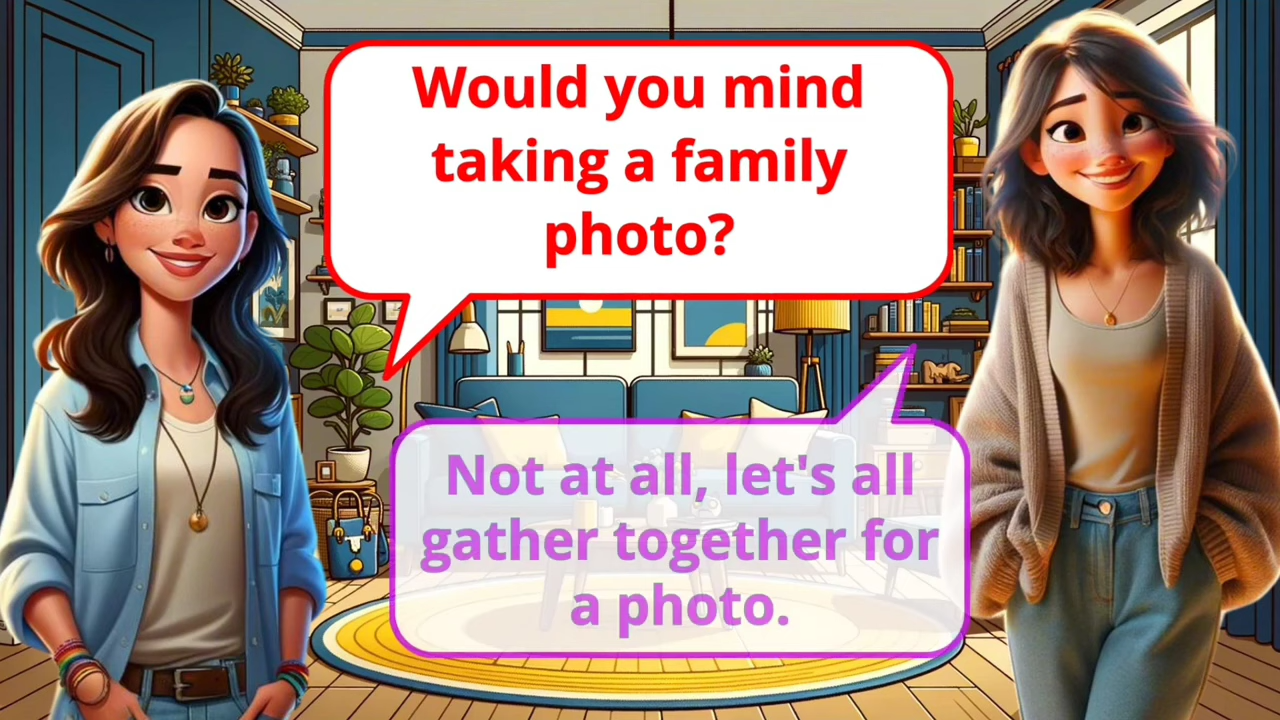 Would you mind
taking a family
photo?
Not at all, let's all
gather together for
a photo.